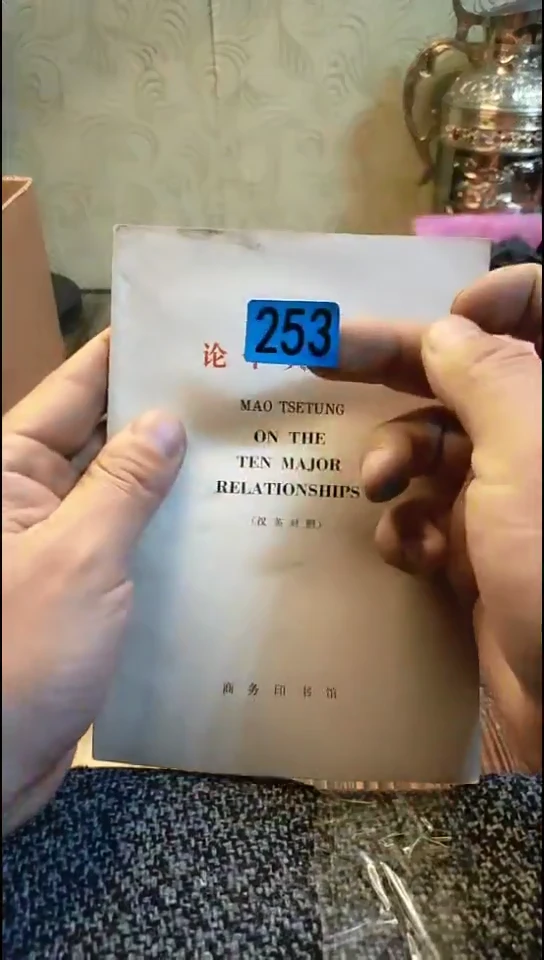 253
论
MAO TSETUNG
ON THE
TEN MAJOR
RELATIONSHIPS
(汉英对照)
商务印书馆